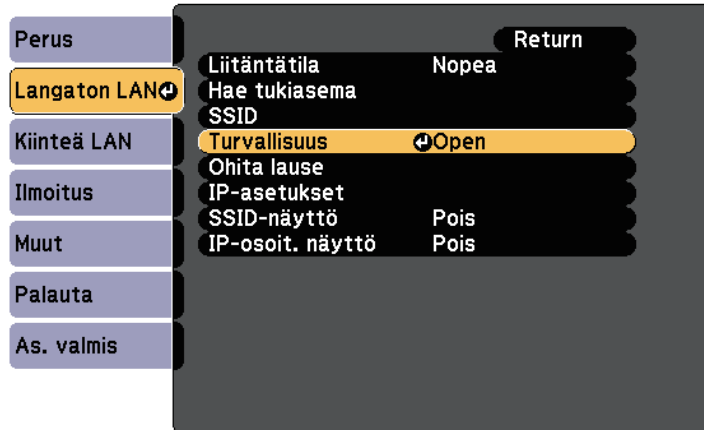 Perus
Langaton LAN
Kiinteä LAN
Ilmoitus
Muut
Palauta
As. valmis
Return
Liitäntätila Nopea
Hae tukiasema
SSID
Turvallisuus Open
Ohita lause
IP-asetukset
SSID-näyttö Pois
IP-osoit. näyttö Pois